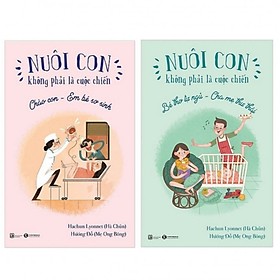 NUÔI CON
không phải là cuộc chiến
Chào con - Em bé sơ sinh
Hachun Lyonnet (Hà Chũn)
Hương Đỗ (Mẹ Ong Bông)
NUÔI CON
không phải là cuộc chiến
Bé thơ tự ngủ - Cha mẹ thư thái
Hachun Lyonnet (Hà Chũn)
Hương Đỗ (Mẹ Ong Bông)